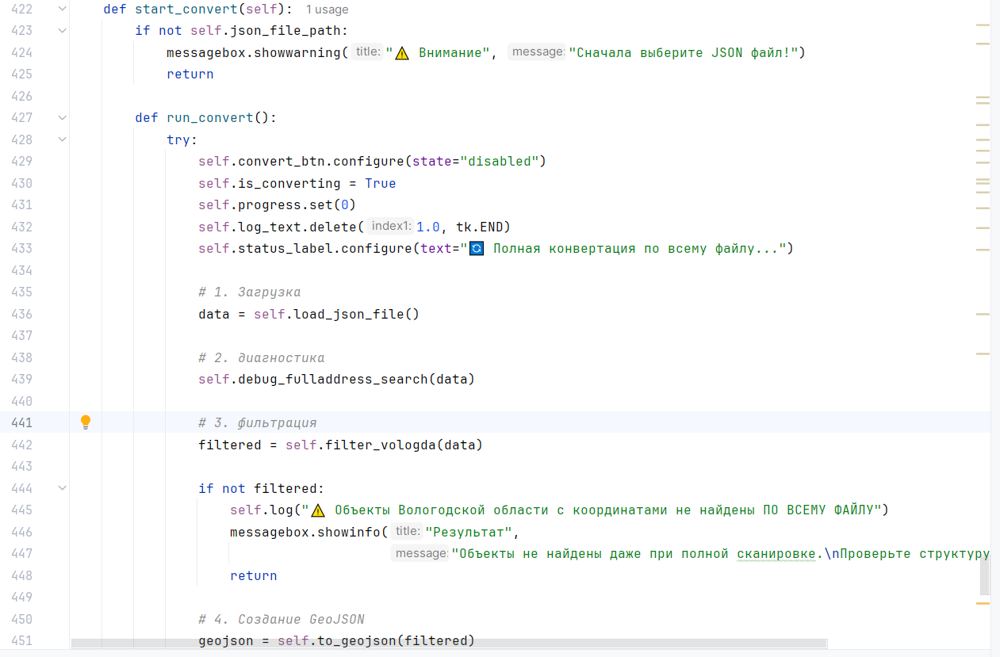 422 def start_convert(self): 1 usage
423 if not self.json_file_path:
424 messagebox.showwarning( title: "⚠ Внимание", message: "Сначала выберите JSON файл!")
425 return
426
427 def run_convert():
428 try:
429 self.convert_btn.configure(state="disabled")
430 self.is_converting = True
431 self.progress.set(0)
432 self.log_text.delete( index1: 1.0, tk.END)
433 self.status_label.configure(text="🔄 Полная конвертация по всему файлу...")
434
435 # 1. Загрузка
436 data = self.load_json_file()
437
438 # 2. диагностика
439 self.debug_fulladdress_search(data)
440
441 # 3. фильтрация
442 filtered = self.filter_vologda(data)
443
444 if not filtered:
445 self.log("⚠ Объекты Вологодской области с координатами не найдены ПО ВСЕМУ ФАЙЛУ")
446 messagebox.showinfo( title: "Результат",
447 message: "Объекты не найдены даже при полной сканировке.\nПроверьте структуру
448 return
449
450 # 4. Создание GeoJSON
451 geojson = self.to_geojson(filtered)